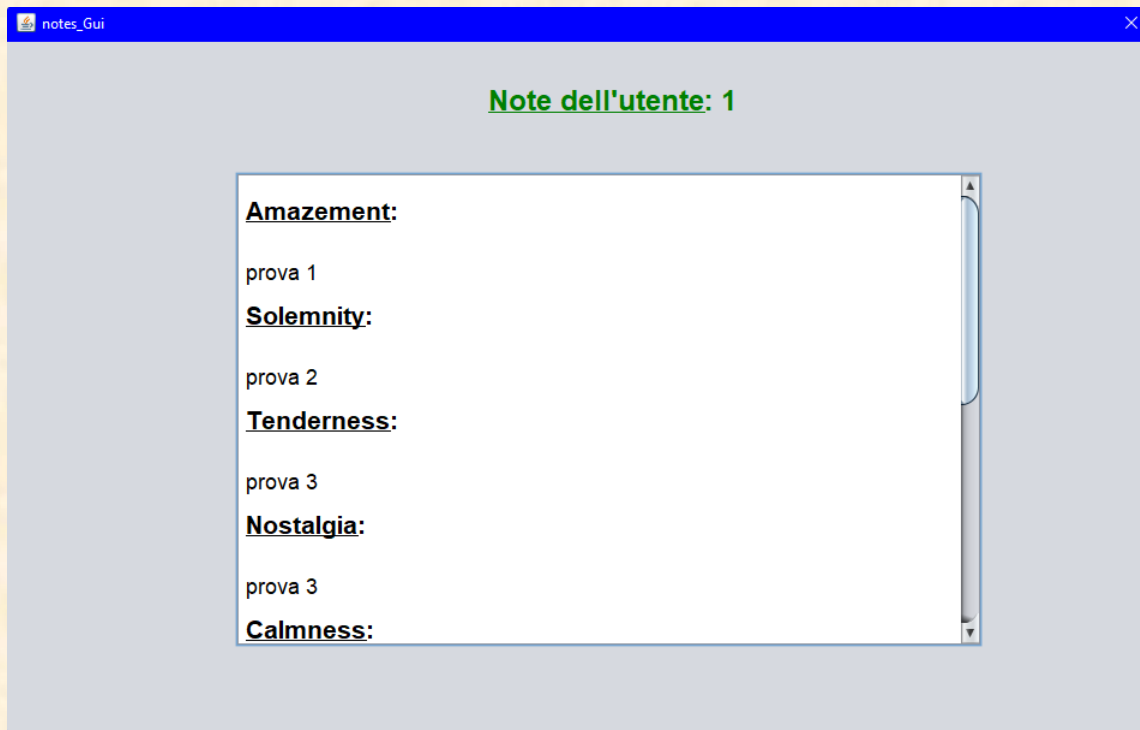 notes_Gui
Note dell'utente: 1
Amazement:
prova 1
Solemnity:
prova 2
Tenderness:
prova 3
Nostalgia:
prova 3
Calmness: